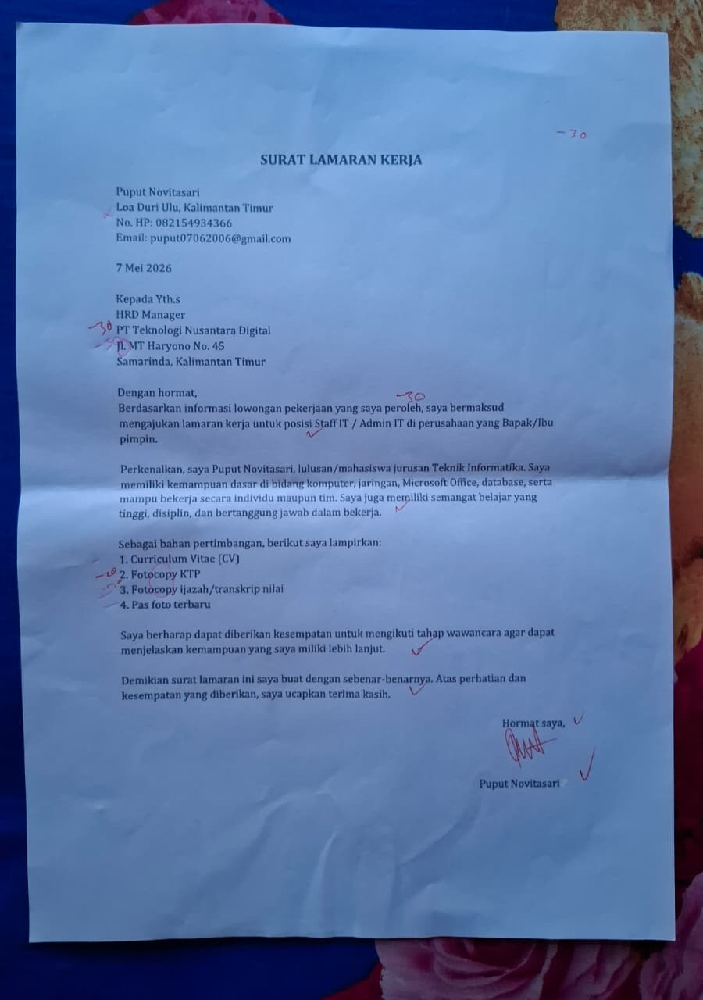 -30
SURAT LAMARAN KERJA
Puput Novitasari
Loa Duri Ulu, Kalimantan Timur
No. HP: 082154934366
Email: puput07062006@gmail.com
7 Mei 2026
Kepada Yth.s
HRD Manager
-30 PT Teknologi Nusantara Digital
Jl. MT Haryono No. 45
Samarinda, Kalimantan Timur
Dengan hormat,
-30
Berdasarkan informasi lowongan pekerjaan yang saya peroleh, saya bermaksud
mengajukan lamaran kerja untuk posisi Staff IT / Admin IT di perusahaan yang Bapak/Ibu
pimpin.
Perkenalkan, saya Puput Novitasari, lulusan/mahasiswa jurusan Teknik Informatika. Saya
memiliki kemampuan dasar di bidang komputer, jaringan, Microsoft Office, database, serta
mampu bekerja secara individu maupun tim. Saya juga memiliki semangat belajar yang
tinggi, disiplin, dan bertanggung jawab dalam bekerja.
Sebagai bahan pertimbangan, berikut saya lampirkan:
1. Curriculum Vitae (CV)
2. Fotocopy KTP
3. Fotocopy ijazah/transkrip nilai
4. Pas foto terbaru
Saya berharap dapat diberikan kesempatan untuk mengikuti tahap wawancara agar dapat
menjelaskan kemampuan yang saya miliki lebih lanjut.
Demikian surat lamaran ini saya buat dengan sebenar-benarnya. Atas perhatian dan
kesempatan yang diberikan, saya ucapkan terima kasih.
Hormat saya,
Puput Novitasari